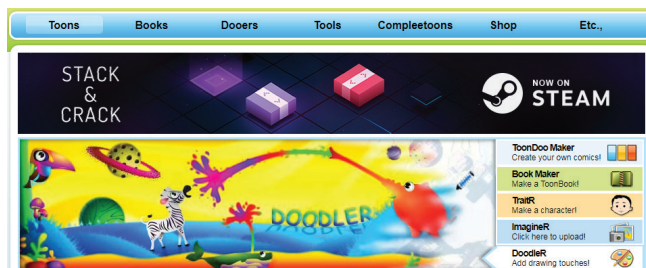 Toons Books Dooers Tools Compleetoons Shop Etc.,
STACK
&
CRACK
NOW ON
STEAM
DOODLER
ToonDoo Maker
Create your own comics!
Book Maker
Make a ToonBook!
TraitR
Make a character!
ImagineR
Click here to upload!
DoodleR
Add drawing touches!